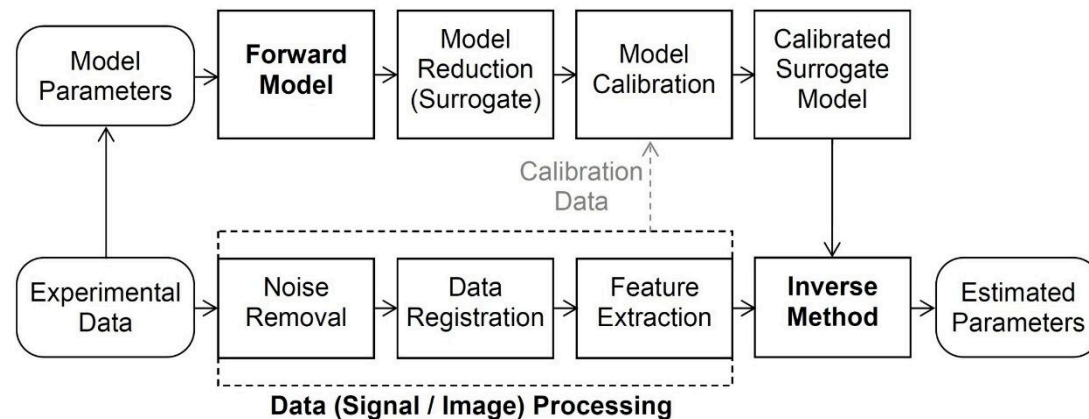 Model
Parameters
Forward
Model
Model
Reduction
(Surrogate)
Model
Calibration
Calibrated
Surrogate
Model
Calibration
Data
Experimental
Data
Noise
Removal
Data
Registration
Feature
Extraction
Inverse
Method
Estimated
Parameters
Data (Signal / Image) Processing